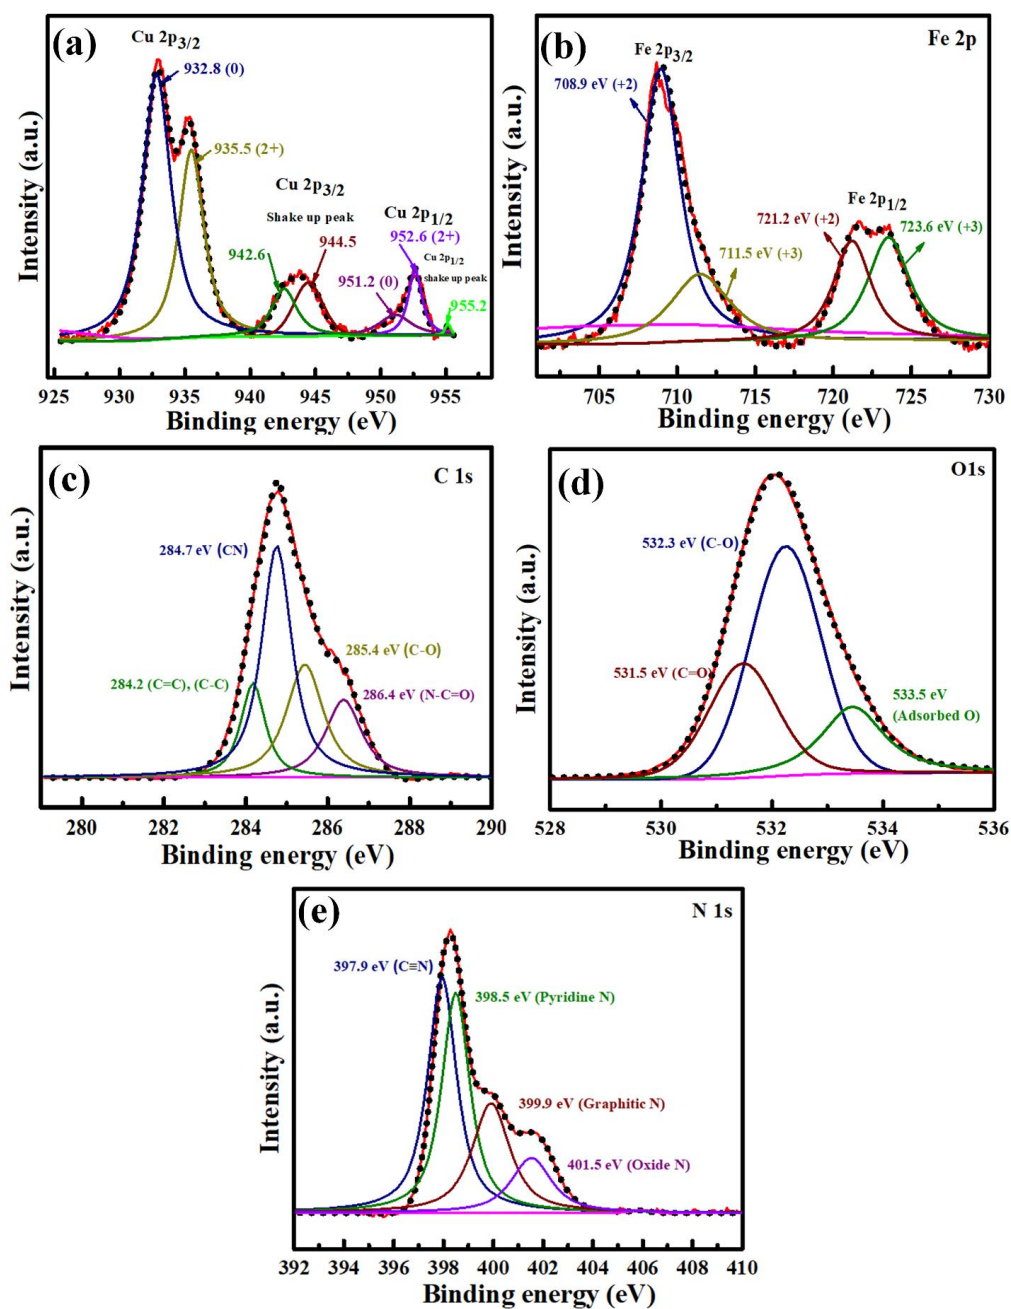 (a)
Cu 2p3/2
932.8 (0)
935.5 (2+)
Cu 2p3/2
Shake up peak
942.6
944.5
Cu 2p1/2
952.6 (2+)
Cu 2p1/2
shake up peak
951.2 (0)
955.2
Intensity (a.u.)
925 930 935 940 945 950 955
Binding energy (eV)
(b)
Fe 2p3/2
Fe 2p
708.9 eV (+2)
Fe 2p1/2
721.2 eV (+2)
723.6 eV (+3)
711.5 eV (+3)
Intensity (a.u.)
705 710 715 720 725 730
Binding energy (eV)
(c)
C 1s
284.7 eV (CN)
285.4 eV (C-O)
284.2 (C=C), (C-C)
286.4 eV (N-C=O)
Intensity (a.u.)
280 282 284 286 288 290
Binding energy (eV)
(d)
O1s
532.3 eV (C-O)
531.5 eV (C=O)
533.5 eV
(Adsorbed O)
Intensity (a.u.)
528 530 532 534 536
Binding energy (eV)
(e)
N 1s
397.9 eV (C≡N)
398.5 eV (Pyridine N)
399.9 eV (Graphitic N)
401.5 eV (Oxide N)
Intensity (a.u.)
392 394 396 398 400 402 404 406 408 410
Binding energy (eV)